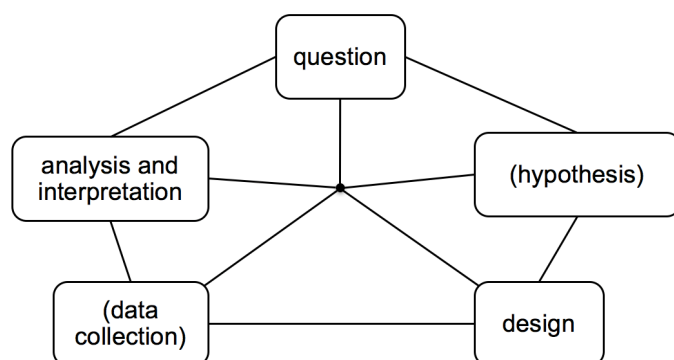 question
analysis and
interpretation
(hypothesis)
(data
collection)
design